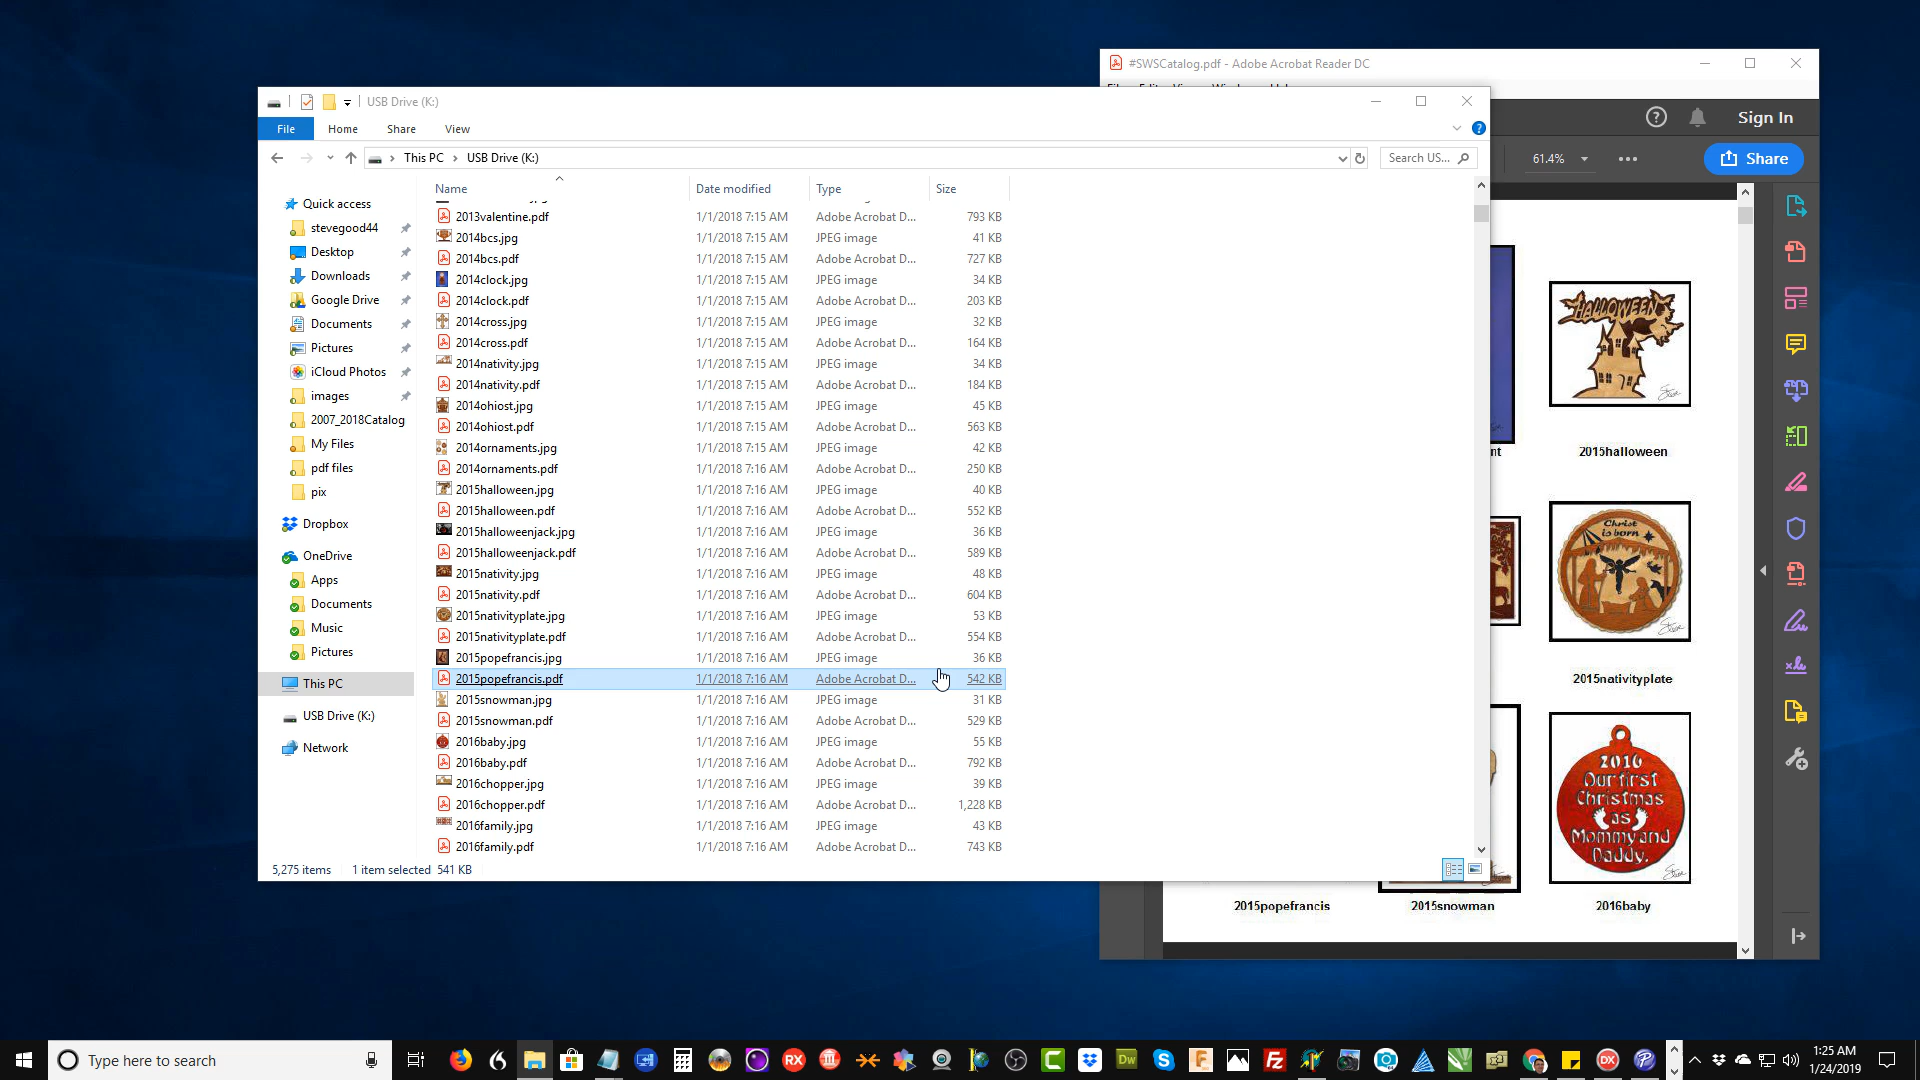 #SWSCatalog.pdf - Adobe Acrobat Reader DC
USB Drive (K:)
File
Home
Share
View
Sign In
This PC
USB Drive (K:)
Search US...
61.4%
Share
Name
Date modified
Type
Size
Quick access
stevegood44
Desktop
Downloads
Google Drive
Documents
Pictures
iCloud Photos
images
2007_2018Catalog
My Files
pdf files
pix
Dropbox
OneDrive
Apps
Documents
Music
Pictures
This PC
USB Drive (K:)
Network
2013valentine.pdf 1/1/2018 7:15 AM Adobe Acrobat D... 793 KB
2014bcs.jpg 1/1/2018 7:15 AM JPEG image 41 KB
2014bcs.pdf 1/1/2018 7:15 AM Adobe Acrobat D... 727 KB
2014clock.jpg 1/1/2018 7:15 AM JPEG image 34 KB
2014clock.pdf 1/1/2018 7:15 AM Adobe Acrobat D... 203 KB
2014cross.jpg 1/1/2018 7:15 AM JPEG image 32 KB
2014cross.pdf 1/1/2018 7:15 AM Adobe Acrobat D... 164 KB
2014nativity.jpg 1/1/2018 7:15 AM JPEG image 34 KB
2014nativity.pdf 1/1/2018 7:15 AM Adobe Acrobat D... 184 KB
2014ohiost.jpg 1/1/2018 7:15 AM JPEG image 45 KB
2014ohiost.pdf 1/1/2018 7:15 AM Adobe Acrobat D... 563 KB
2014ornaments.jpg 1/1/2018 7:15 AM JPEG image 42 KB
2014ornaments.pdf 1/1/2018 7:16 AM Adobe Acrobat D... 250 KB
2015halloween.jpg 1/1/2018 7:16 AM JPEG image 40 KB
2015halloween.pdf 1/1/2018 7:16 AM Adobe Acrobat D... 552 KB
2015halloweenjack.jpg 1/1/2018 7:16 AM JPEG image 36 KB
2015halloweenjack.pdf 1/1/2018 7:16 AM Adobe Acrobat D... 589 KB
2015nativity.jpg 1/1/2018 7:16 AM JPEG image 48 KB
2015nativity.pdf 1/1/2018 7:16 AM Adobe Acrobat D... 604 KB
2015nativityplate.jpg 1/1/2018 7:16 AM JPEG image 53 KB
2015nativityplate.pdf 1/1/2018 7:16 AM Adobe Acrobat D... 554 KB
2015popefrancis.jpg 1/1/2018 7:16 AM JPEG image 36 KB
2015popefrancis.pdf 1/1/2018 7:16 AM Adobe Acrobat D... 542 KB
2015snowman.jpg 1/1/2018 7:16 AM JPEG image 31 KB
2015snowman.pdf 1/1/2018 7:16 AM Adobe Acrobat D... 529 KB
2016baby.jpg 1/1/2018 7:16 AM JPEG image 55 KB
2016baby.pdf 1/1/2018 7:16 AM Adobe Acrobat D... 792 KB
2016chopper.jpg 1/1/2018 7:16 AM JPEG image 39 KB
2016chopper.pdf 1/1/2018 7:16 AM Adobe Acrobat D... 1,228 KB
2016family.jpg 1/1/2018 7:16 AM JPEG image 43 KB
2016family.pdf 1/1/2018 7:16 AM Adobe Acrobat D... 743 KB
5,275 items 1 item selected 541 KB
HALLOWEEN
nt
2015halloween
Christ
is born
2015nativityplate
2016
Our first
Christmas
as
Mommy and
Daddy.
2015popefrancis
2015snowman
2016baby
Type here to search
Dw
RX
Fz
DX
1:25 AM
1/24/2019